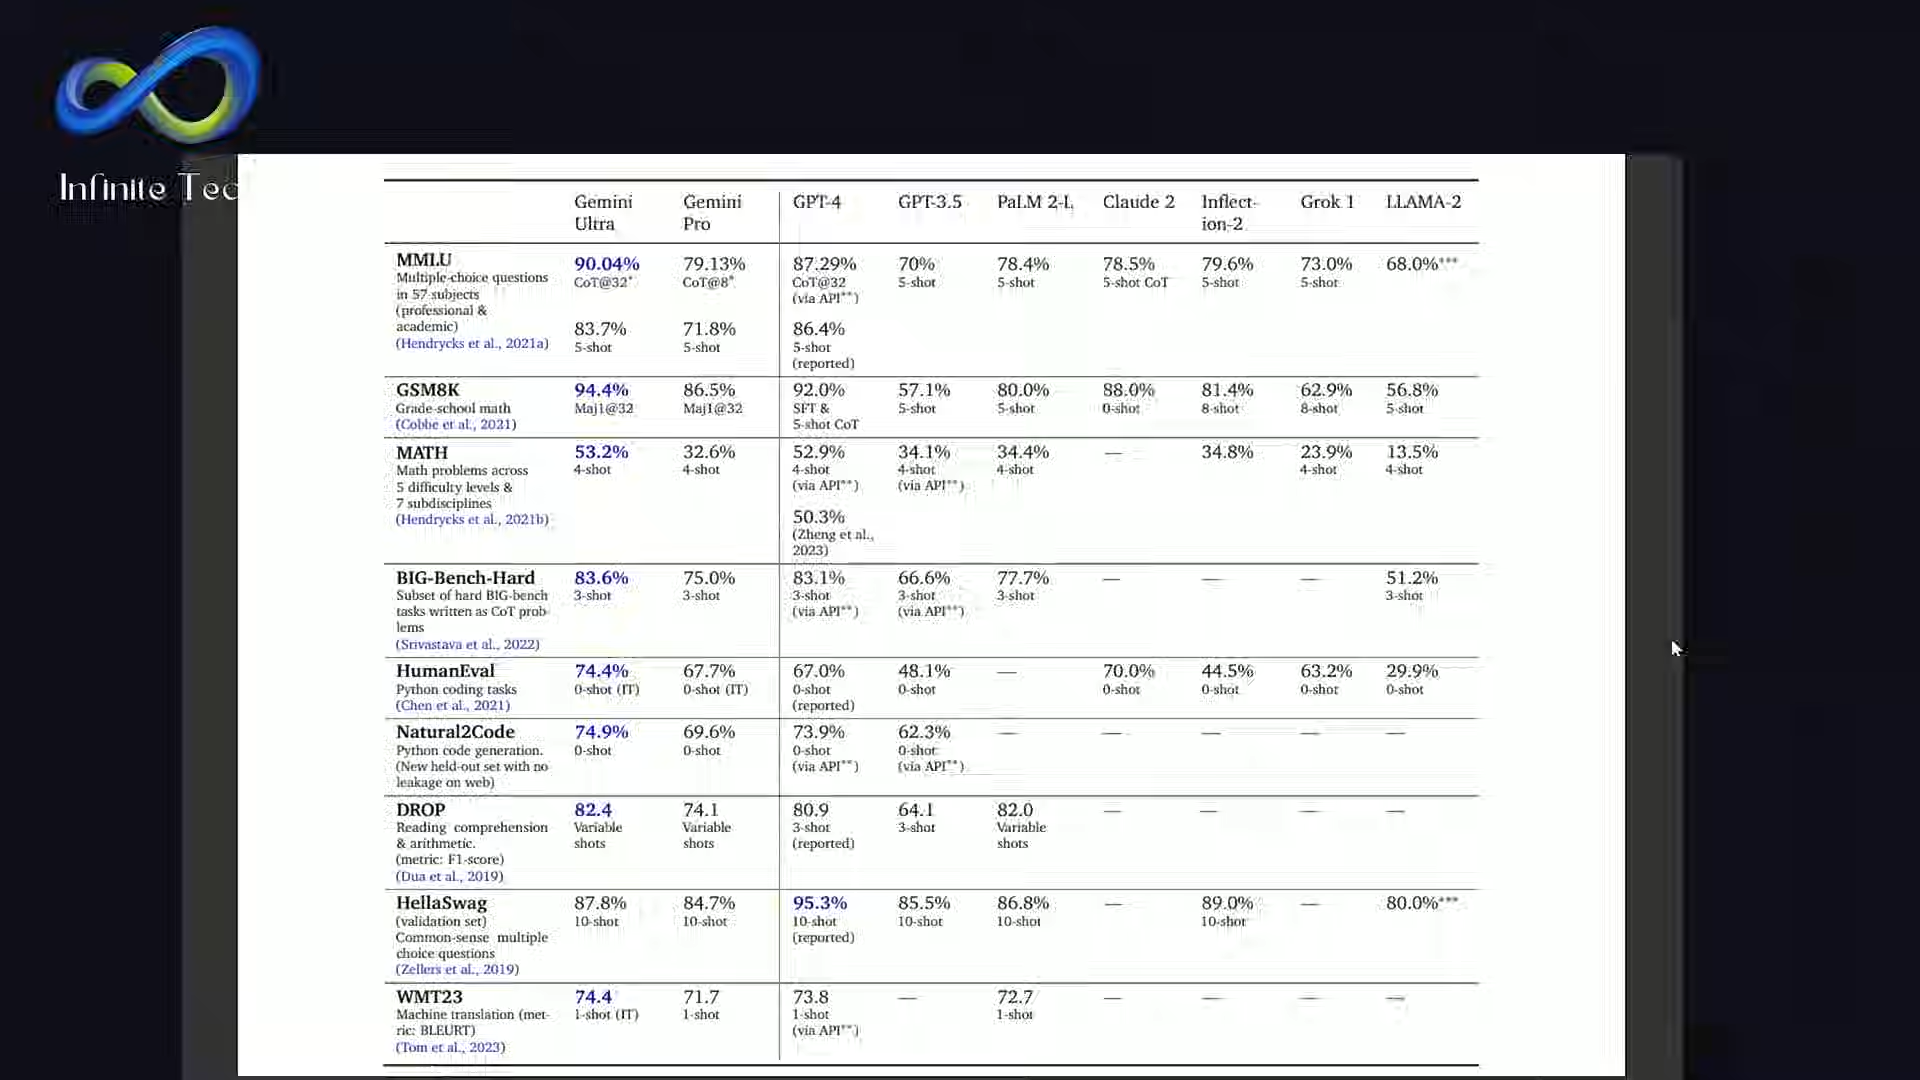 Infinite Tec
Gemini Ultra Gemini Pro GPT-4 GPT-3.5 PaLM 2-L Claude 2 Inflect-ion-2 Grok 1 LLAMA-2
MMLU 90.04% 79.13% 87.29% 70% 78.4% 78.5% 79.6% 73.0% 68.0%***
Multiple-choice questions CoT@32* CoT@8* CoT@32 5-shot 5-shot 5-shot CoT 5-shot 5-shot
in 57 subjects (via API**)
(professional &
academic) 83.7% 71.8% 86.4%
(Hendrycks et al., 2021a) 5-shot 5-shot 5-shot
(reported)
GSM8K 94.4% 86.5% 92.0% 57.1% 80.0% 88.0% 81.4% 62.9% 56.8%
Grade-school math Maj1@32 Maj1@32 SFT & 5-shot 5-shot 0-shot 8-shot 8-shot 5-shot
(Cobbe et al., 2021) 5-shot CoT
MATH 53.2% 32.6% 52.9% 34.1% 34.4% — 34.8% 23.9% 13.5%
Math problems across 4-shot 4-shot 4-shot 4-shot 4-shot 4-shot 4-shot
5 difficulty levels & (via API**) (via API**)
7 subdisciplines
(Hendrycks et al., 2021b) 50.3%
(Zheng et al.,
2023)
BIG-Bench-Hard 83.6% 75.0% 83.1% 66.6% 77.7% — — — 51.2%
Subset of hard BIG-bench 3-shot 3-shot 3-shot 3-shot 3-shot 3-shot
tasks written as CoT prob- (via API**) (via API**)
lems
(Srivastava et al., 2022)
HumanEval 74.4% 67.7% 67.0% 48.1% — 70.0% 44.5% 63.2% 29.9%
Python coding tasks 0-shot (IT) 0-shot (IT) 0-shot 0-shot 0-shot 0-shot 0-shot 0-shot
(Chen et al., 2021) (reported)
Natural2Code 74.9% 69.6% 73.9% 62.3% — — — — —
Python code generation. 0-shot 0-shot 0-shot 0-shot
(New held-out set with no (via API**) (via API**)
leakage on web)
DROP 82.4 74.1 80.9 64.1 82.0 — — — —
Reading comprehension Variable Variable 3-shot 3-shot Variable
& arithmetic. shots shots (reported) shots
(metric: F1-score)
(Dua et al., 2019)
HellaSwag 87.8% 84.7% 95.3% 85.5% 86.8% — 89.0% — 80.0%***
(validation set) 10-shot 10-shot 10-shot 10-shot 10-shot 10-shot
Common-sense multiple (reported)
choice questions
(Zellers et al., 2019)
WMT23 74.4 71.7 73.8 — 72.7 — — — —
Machine translation (met- 1-shot (IT) 1-shot 1-shot 1-shot
ric: BLEURT) (via API**)
(Tom et al., 2023)